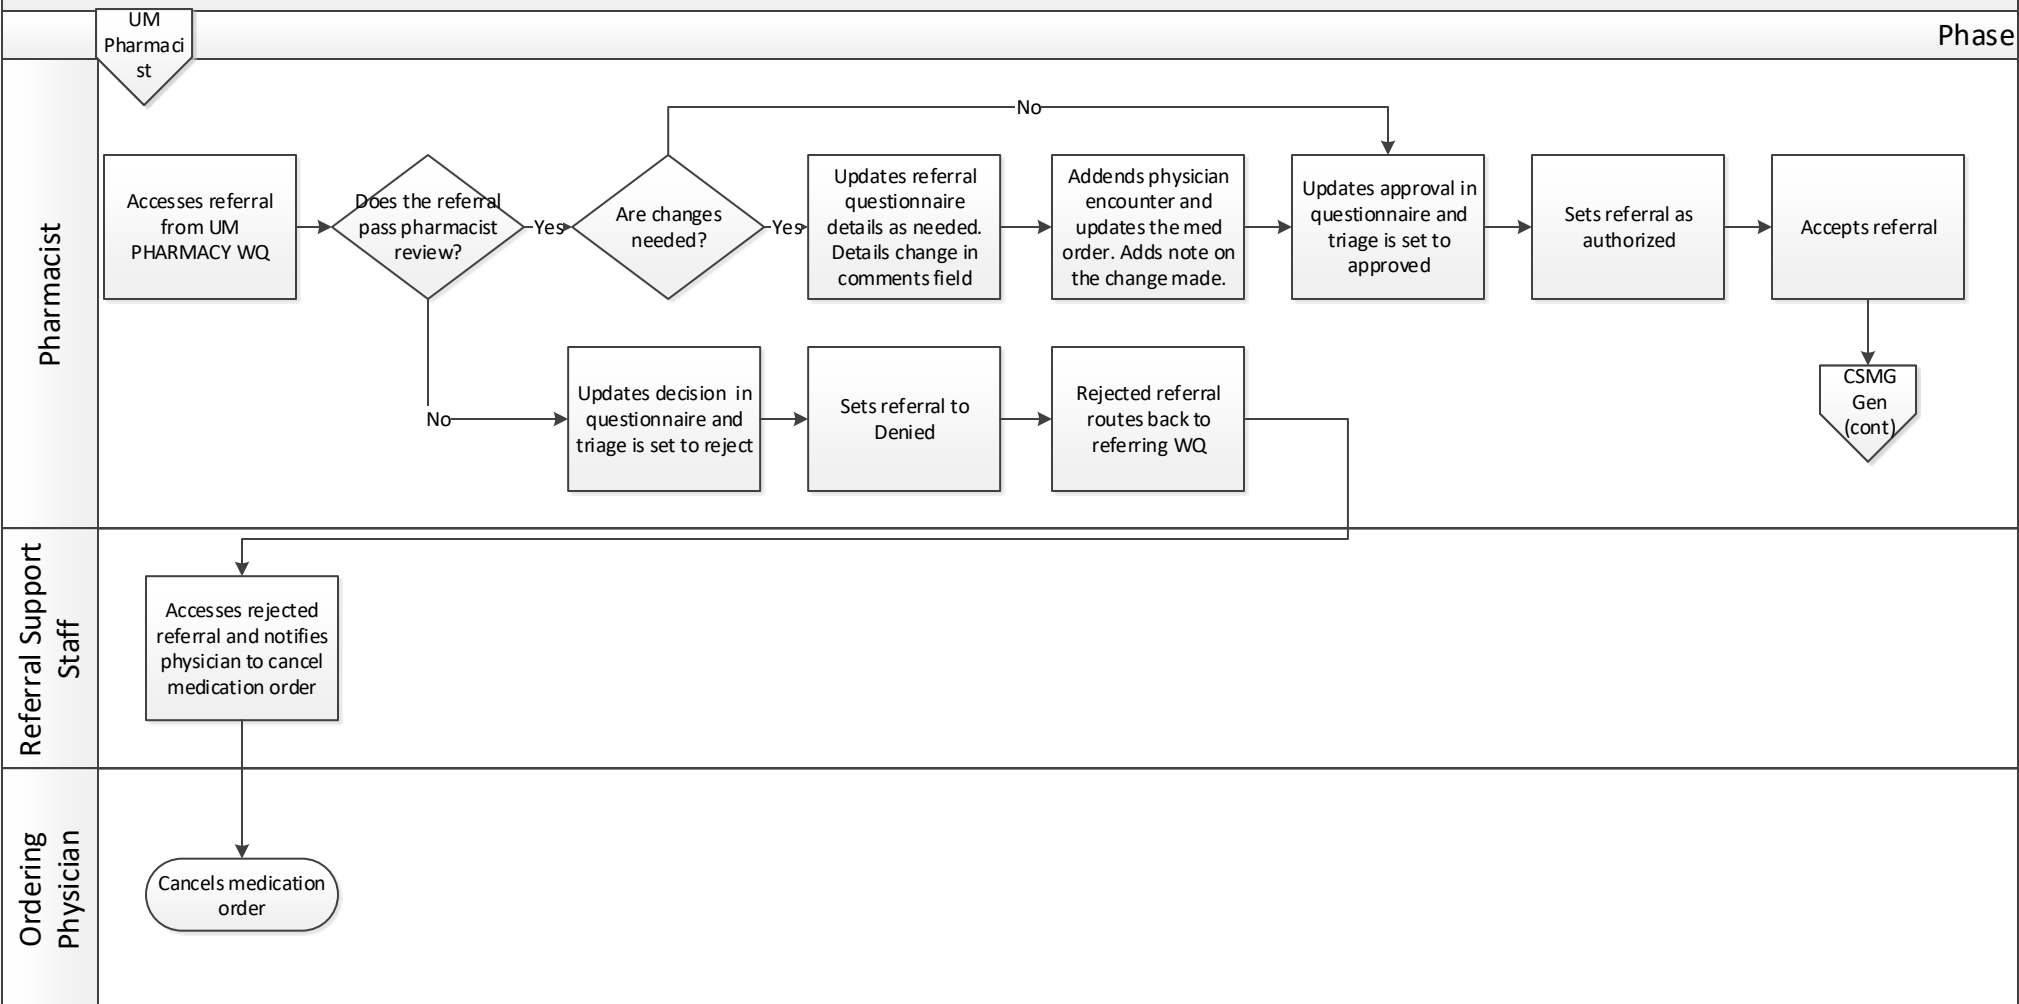 UM
Pharmaci
st
Phase
Pharmacist
No
Accesses referral
from UM
PHARMACY WQ
Does the referral
pass pharmacist
review?
Yes
Are changes
needed?
Yes
Updates referral
questionnaire
details as needed.
Details change in
comments field
Addends physician
encounter and
updates the med
order. Adds note on
the change made.
Updates approval in
questionnaire and
triage is set to
approved
Sets referral as
authorized
Accepts referral
No
Updates decision in
questionnaire and
triage is set to reject
Sets referral to
Denied
Rejected referral
routes back to
referring WQ
CSMG
Gen
(cont)
Referral Support
Staff
Accesses rejected
referral and notifies
physician to cancel
medication order
Ordering
Physician
Cancels medication
order